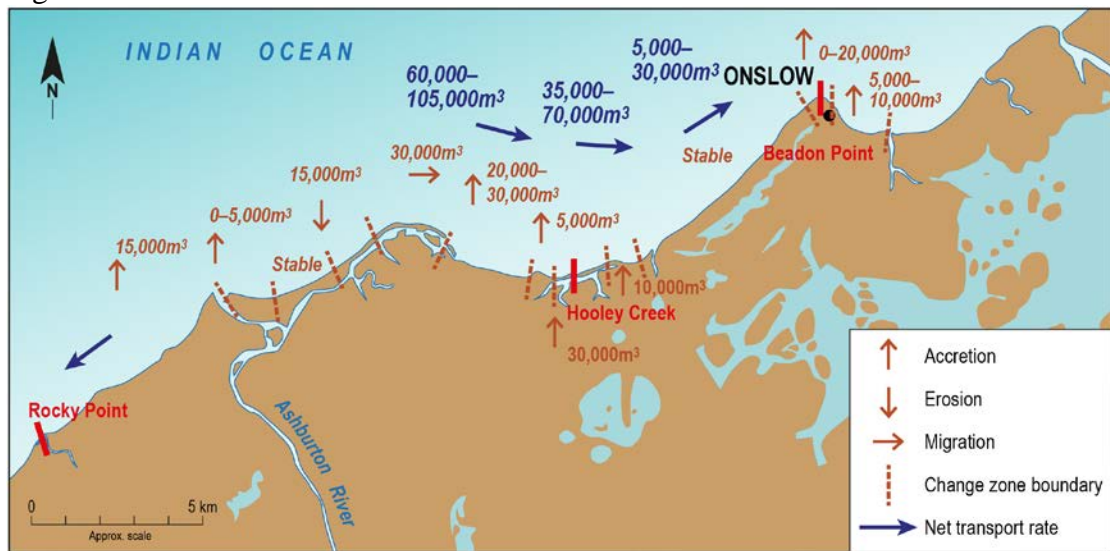 INDIAN OCEAN
N
60,000–
105,000m³
35,000–
70,000m³
5,000–
30,000m³
ONSLOW
0–20,000m³
5,000–
10,000m³
Beadon Point
Stable
30,000m³
20,000–
30,000m³
15,000m³
0–5,000m³
15,000m³
Stable
5,000m³
10,000m³
Hooley Creek
30,000m³
Rocky Point
Ashburton
River
0
5 km
Approx. scale
Accretion
Erosion
Migration
Change zone boundary
Net transport rate